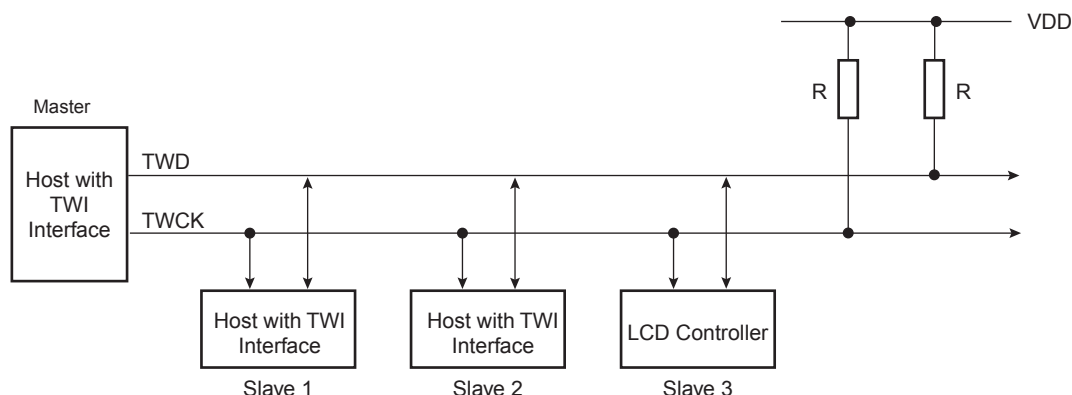 VDD
R
R
Master
Host with
TWI
Interface
TWD
TWCK
Host with TWI
Interface
Slave 1
Host with TWI
Interface
Slave 2
LCD Controller
Slave 3